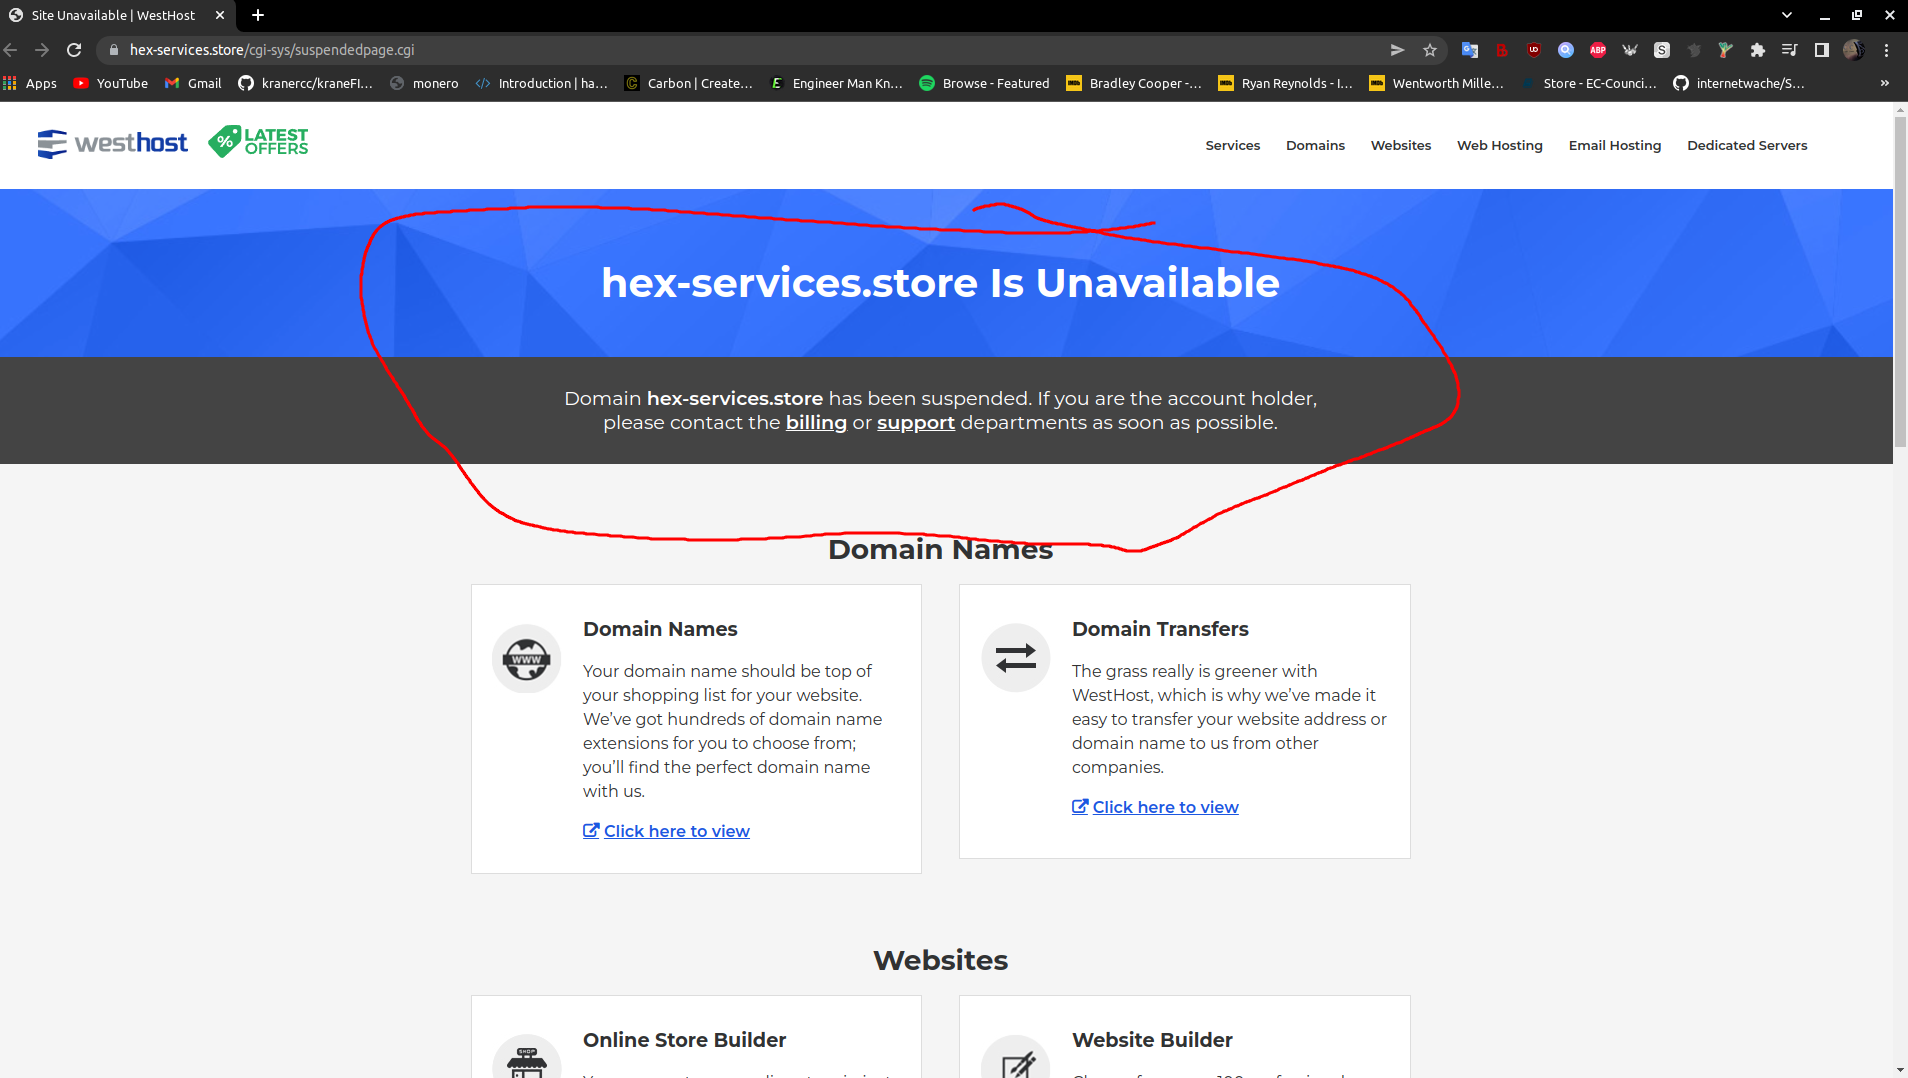 Site Unavailable | WestHost
hex-services.store/cgi-sys/suspendedpage.cgi
Apps YouTube Gmail kranercc/kraneFI... monero Introduction | ha... Carbon | Create... Engineer Man Kn... Browse - Featured Bradley Cooper -... Ryan Reynolds - I... Wentworth Mille... Store - EC-Counci... internetwache/S... »
westhost % LATEST OFFERS
Services Domains Websites Web Hosting Email Hosting Dedicated Servers
hex-services.store Is Unavailable
Domain hex-services.store has been suspended. If you are the account holder,
please contact the billing or support departments as soon as possible.
Domain Names
Domain Names
Your domain name should be top of
your shopping list for your website.
We've got hundreds of domain name
extensions for you to choose from;
you'll find the perfect domain name
with us.
Click here to view
Domain Transfers
The grass really is greener with
WestHost, which is why we've made it
easy to transfer your website address or
domain name to us from other
companies.
Click here to view
Websites
Online Store Builder
Website Builder